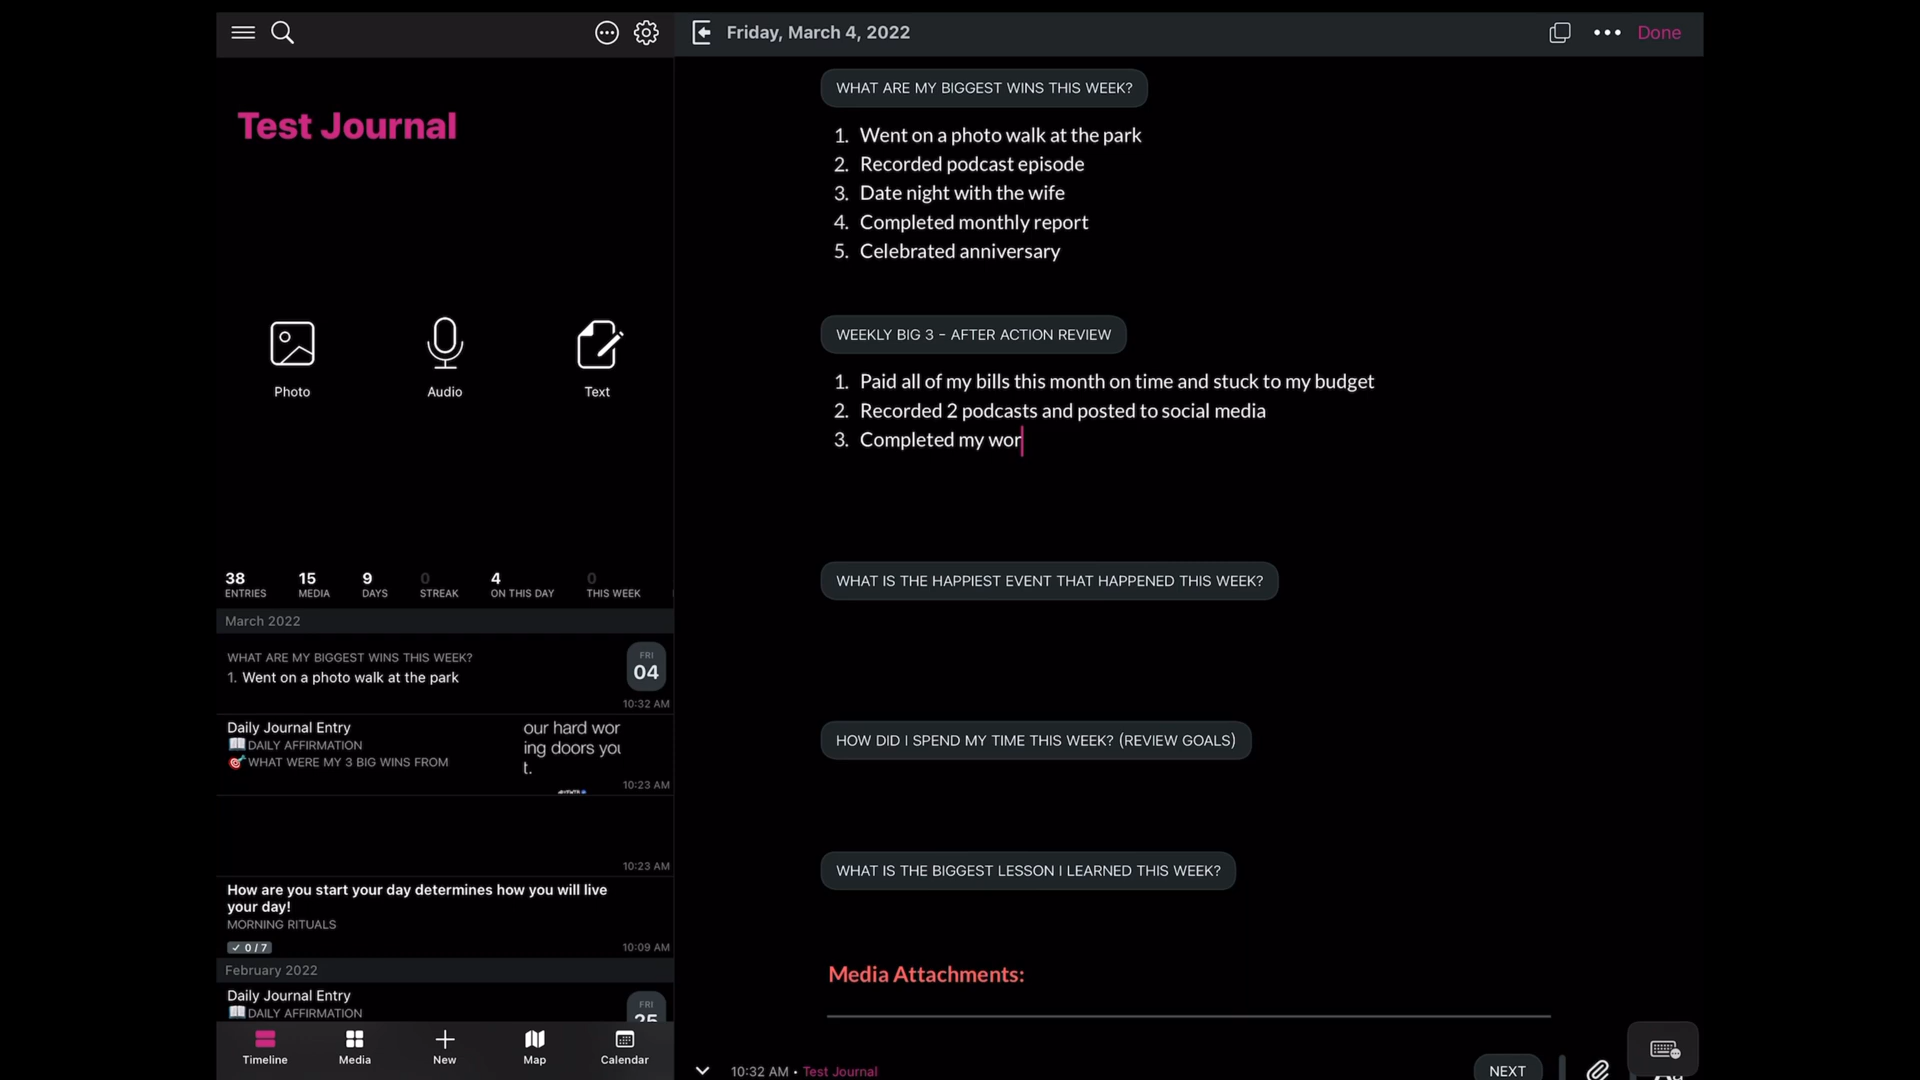 Friday, March 4, 2022
Done
Test Journal
Photo
Audio
Text
38
ENTRIES
15
MEDIA
9
DAYS
0
STREAK
4
ON THIS DAY
0
THIS WEEK
March 2022
WHAT ARE MY BIGGEST WINS THIS WEEK?
1. Went on a photo walk at the park
FRI
04
10:32 AM
Daily Journal Entry
DAILY AFFIRMATION
WHAT WERE MY 3 BIG WINS FROM
our hard wor
ing doors you
t.
10:23 AM
10:23 AM
How are you start your day determines how you will live
your day!
MORNING RITUALS
✓ 0/7
10:09 AM
February 2022
Daily Journal Entry
DAILY AFFIRMATION
FRI
25
Timeline
Media
New
Map
Calendar
WHAT ARE MY BIGGEST WINS THIS WEEK?
1. Went on a photo walk at the park
2. Recorded podcast episode
3. Date night with the wife
4. Completed monthly report
5. Celebrated anniversary
WEEKLY BIG 3 - AFTER ACTION REVIEW
1. Paid all of my bills this month on time and stuck to my budget
2. Recorded 2 podcasts and posted to social media
3. Completed my wor
WHAT IS THE HAPPIEST EVENT THAT HAPPENED THIS WEEK?
HOW DID I SPEND MY TIME THIS WEEK? (REVIEW GOALS)
WHAT IS THE BIGGEST LESSON I LEARNED THIS WEEK?
Media Attachments:
10:32 AM • Test Journal
NEXT
Aa